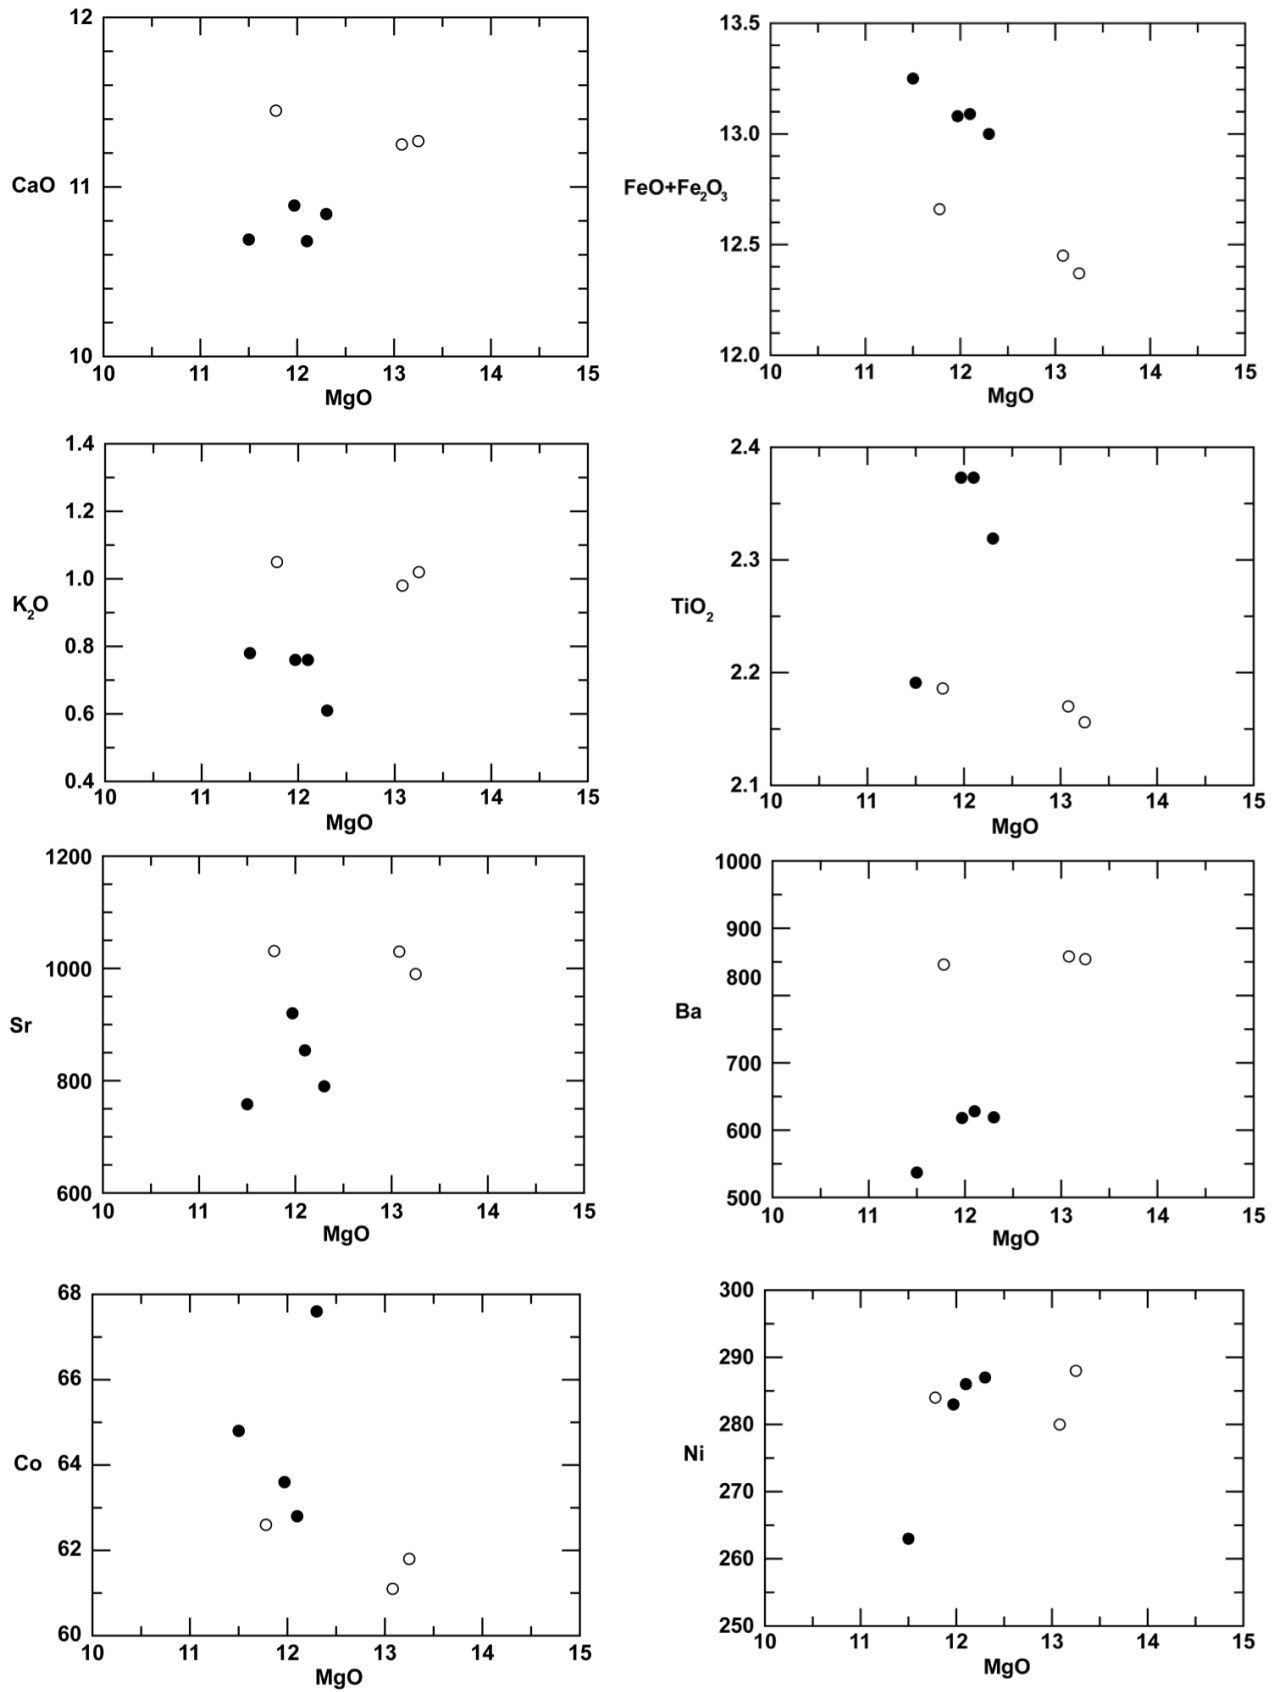 12
CaO 11
10
10 11 12 13 14 15
MgO
13.5
13.0
FeO+Fe₂O₃
12.5
12.0
10 11 12 13 14 15
MgO
1.4
1.2
1.0
K₂O
0.8
0.6
0.4
10 11 12 13 14 15
MgO
2.4
2.3
TiO₂
2.2
2.1
10 11 12 13 14 15
MgO
1200
1000
Sr
800
600
10 11 12 13 14 15
MgO
1000
900
800
Ba
700
600
500
10 11 12 13 14 15
MgO
68
66
Co 64
62
60
10 11 12 13 14 15
MgO
300
290
280
Ni
270
260
250
10 11 12 13 14 15
MgO